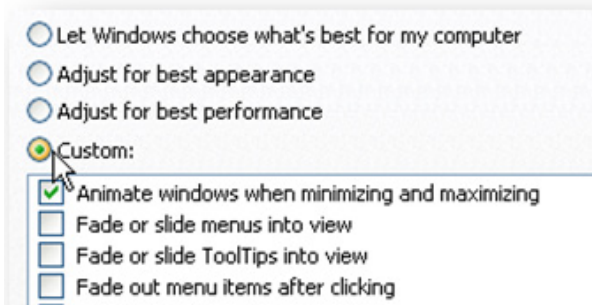 Let Windows choose what's best for my computer
Adjust for best appearance
Adjust for best performance
Custom:
Animate windows when minimizing and maximizing
Fade or slide menus into view
Fade or slide ToolTips into view
Fade out menu items after clicking